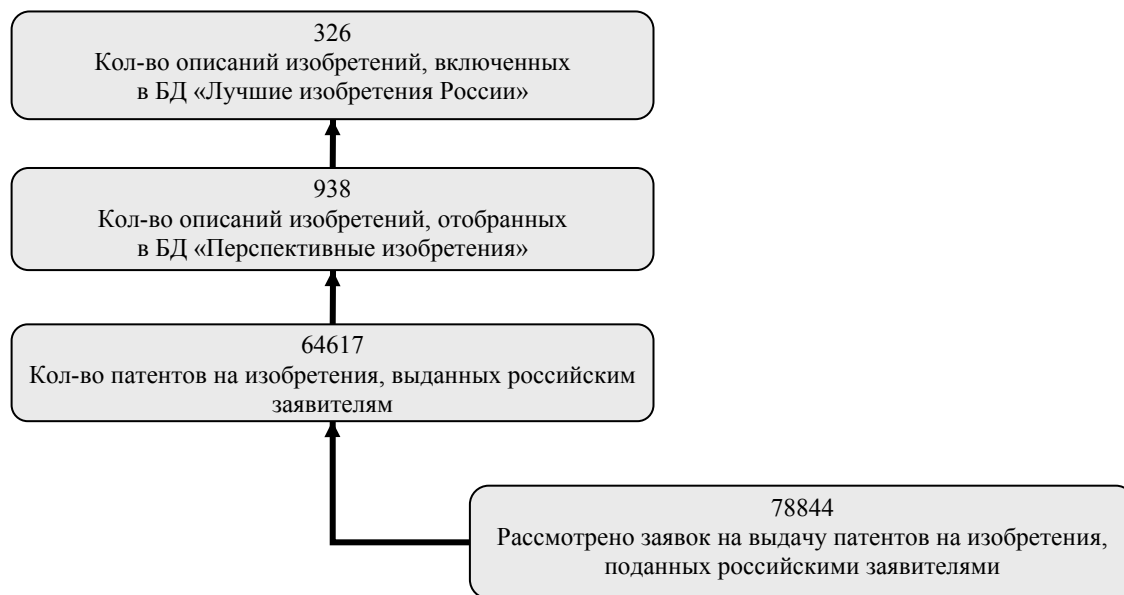 326
Кол-во описаний изобретений, включенных
в БД «Лучшие изобретения России»
938
Кол-во описаний изобретений, отобранных
в БД «Перспективные изобретения»
64617
Кол-во патентов на изобретения, выданных российским
заявителям
78844
Рассмотрено заявок на выдачу патентов на изобретения,
поданных российскими заявителями